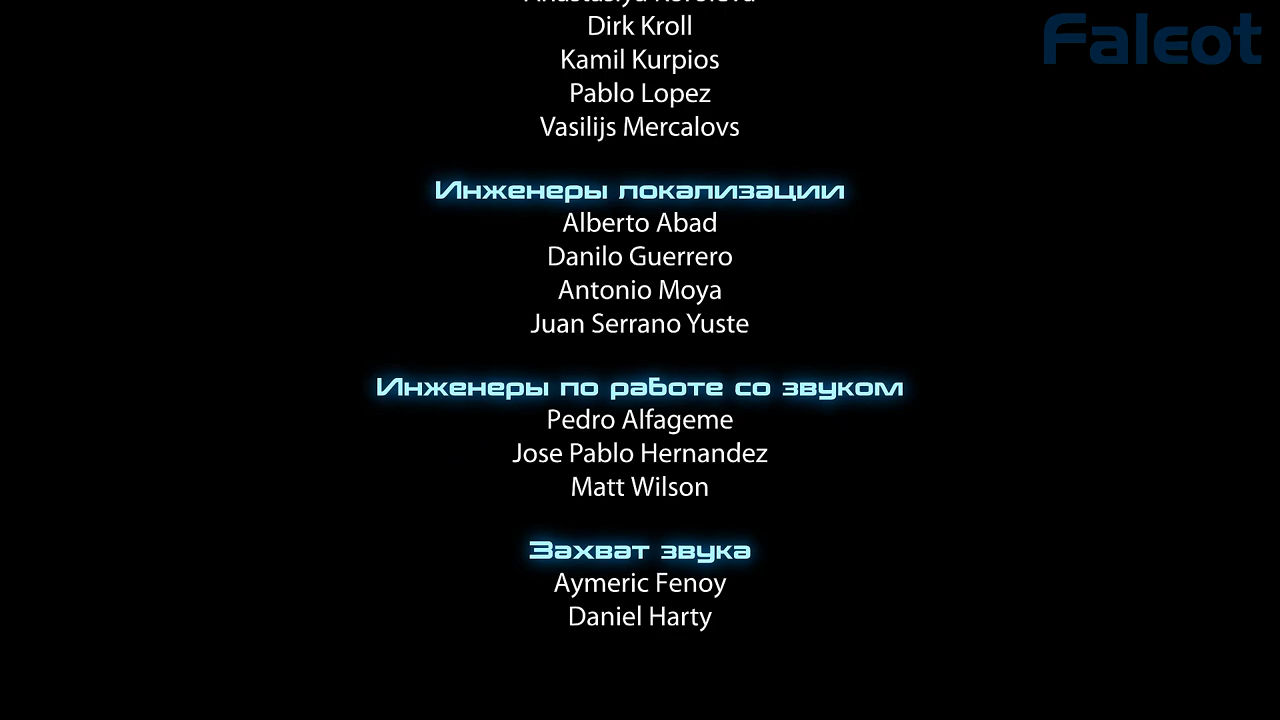 Faleot
Dirk Kroll
Kamil Kurpios
Pablo Lopez
Vasilijs Mercalovs
Инженеры локализации
Alberto Abad
Danilo Guerrero
Antonio Moya
Juan Serrano Yuste
Инженеры по работе со звуком
Pedro Alfageme
Jose Pablo Hernandez
Matt Wilson
Захват звука
Aymeric Fenoy
Daniel Harty